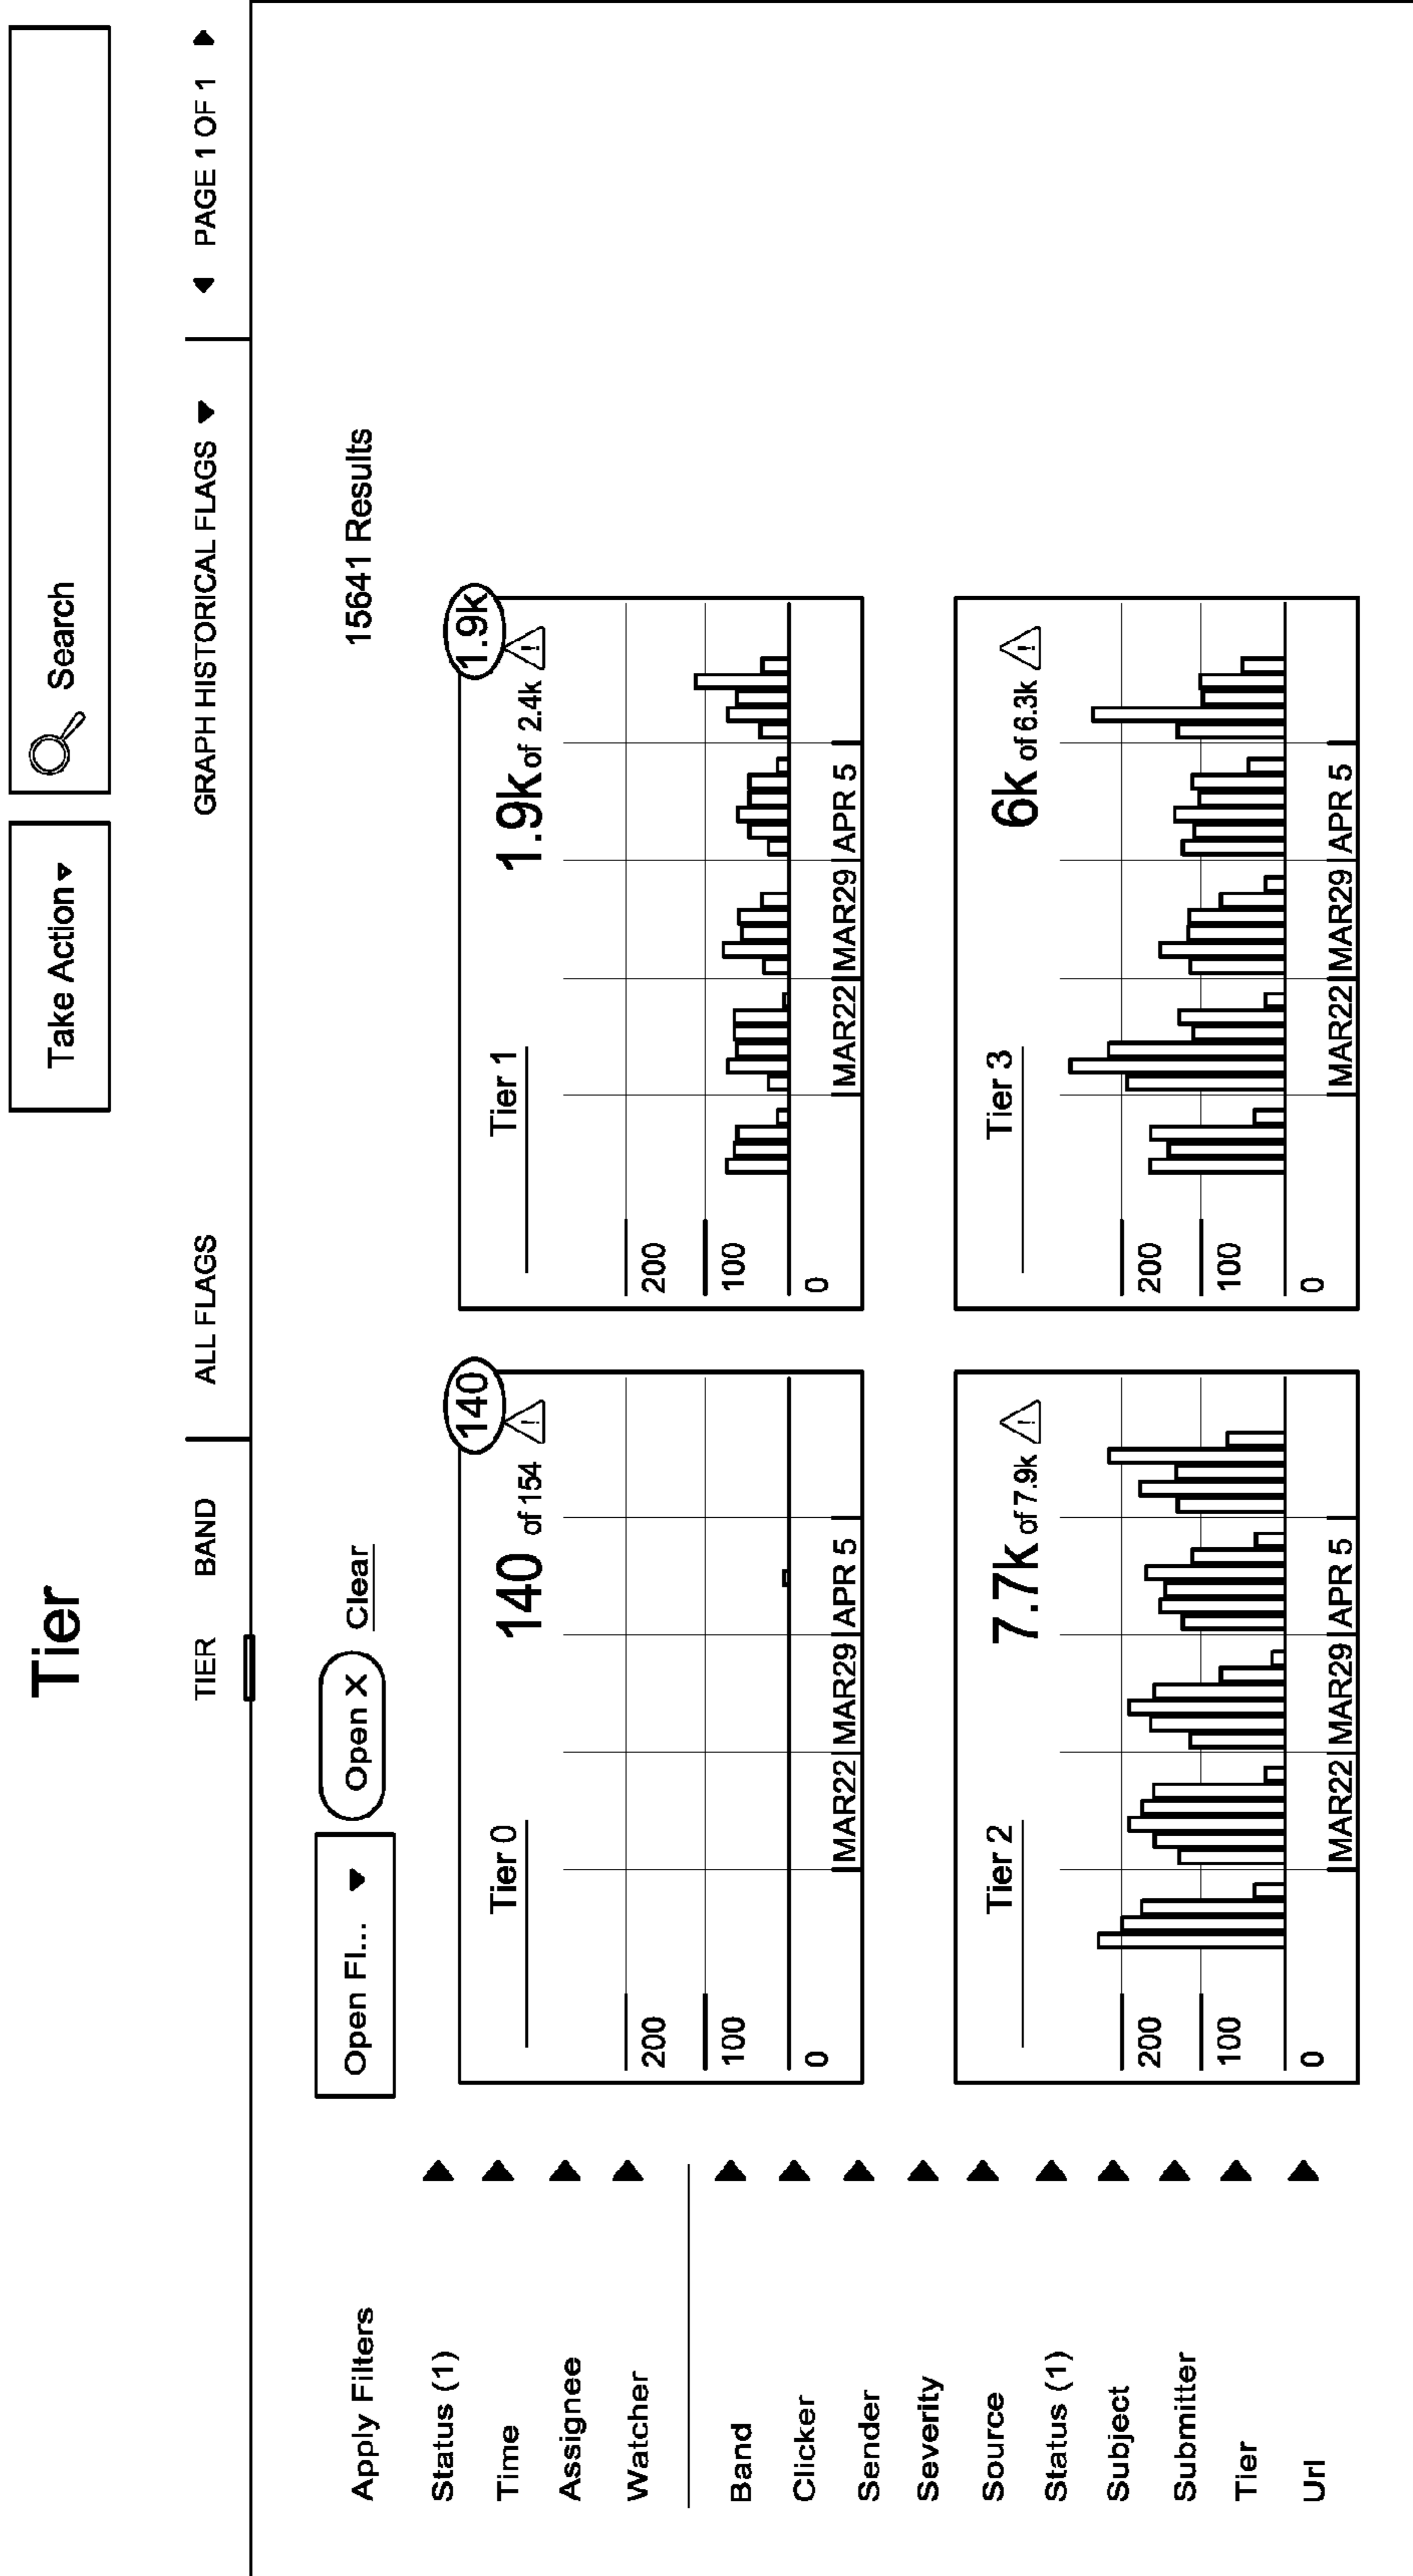 Tier
Take Action
Search
TIER BAND ALL FLAGS GRAPH HISTORICAL FLAGS PAGE 1 OF 1
Apply Filters
Open Fl... Open X Clear
15641 Results
Status (1)
Time
Assignee
Watcher
Band
Clicker
Sender
Severity
Source
Status (1)
Subject
Submitter
Tier
Url
140
Tier 0
140 of 154
200
100
0
MAR22 MAR29 APR 5
1.9k
Tier 1
1.9K of 2.4k
200
100
0
MAR22 MAR29 APR 5
Tier 2
7.7K of 7.9k
200
100
0
MAR22 MAR29 APR 5
Tier 3
6K of 6.3k
200
100
0
MAR22 MAR29 APR 5